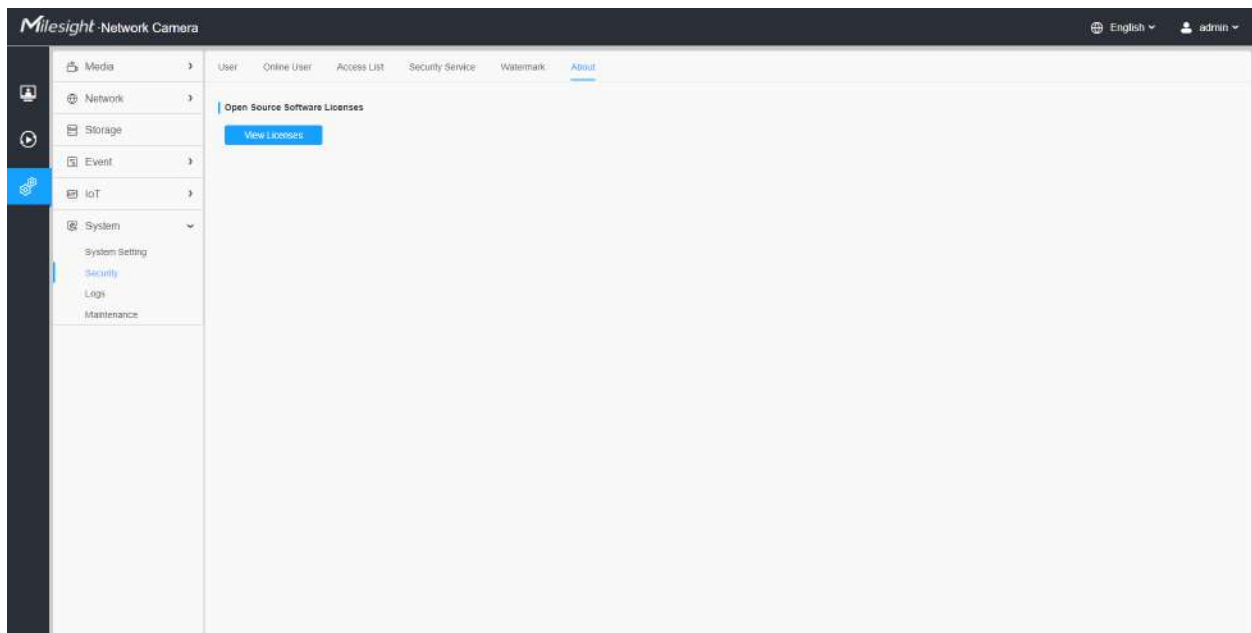 Milesight -Network Camera
English
admin
Media
Network
Storage
Event
IoT
System
System Setting
Security
Logs
Maintenance
User Online User Access List Security Service Watermark About
Open Source Software Licenses
View Licenses